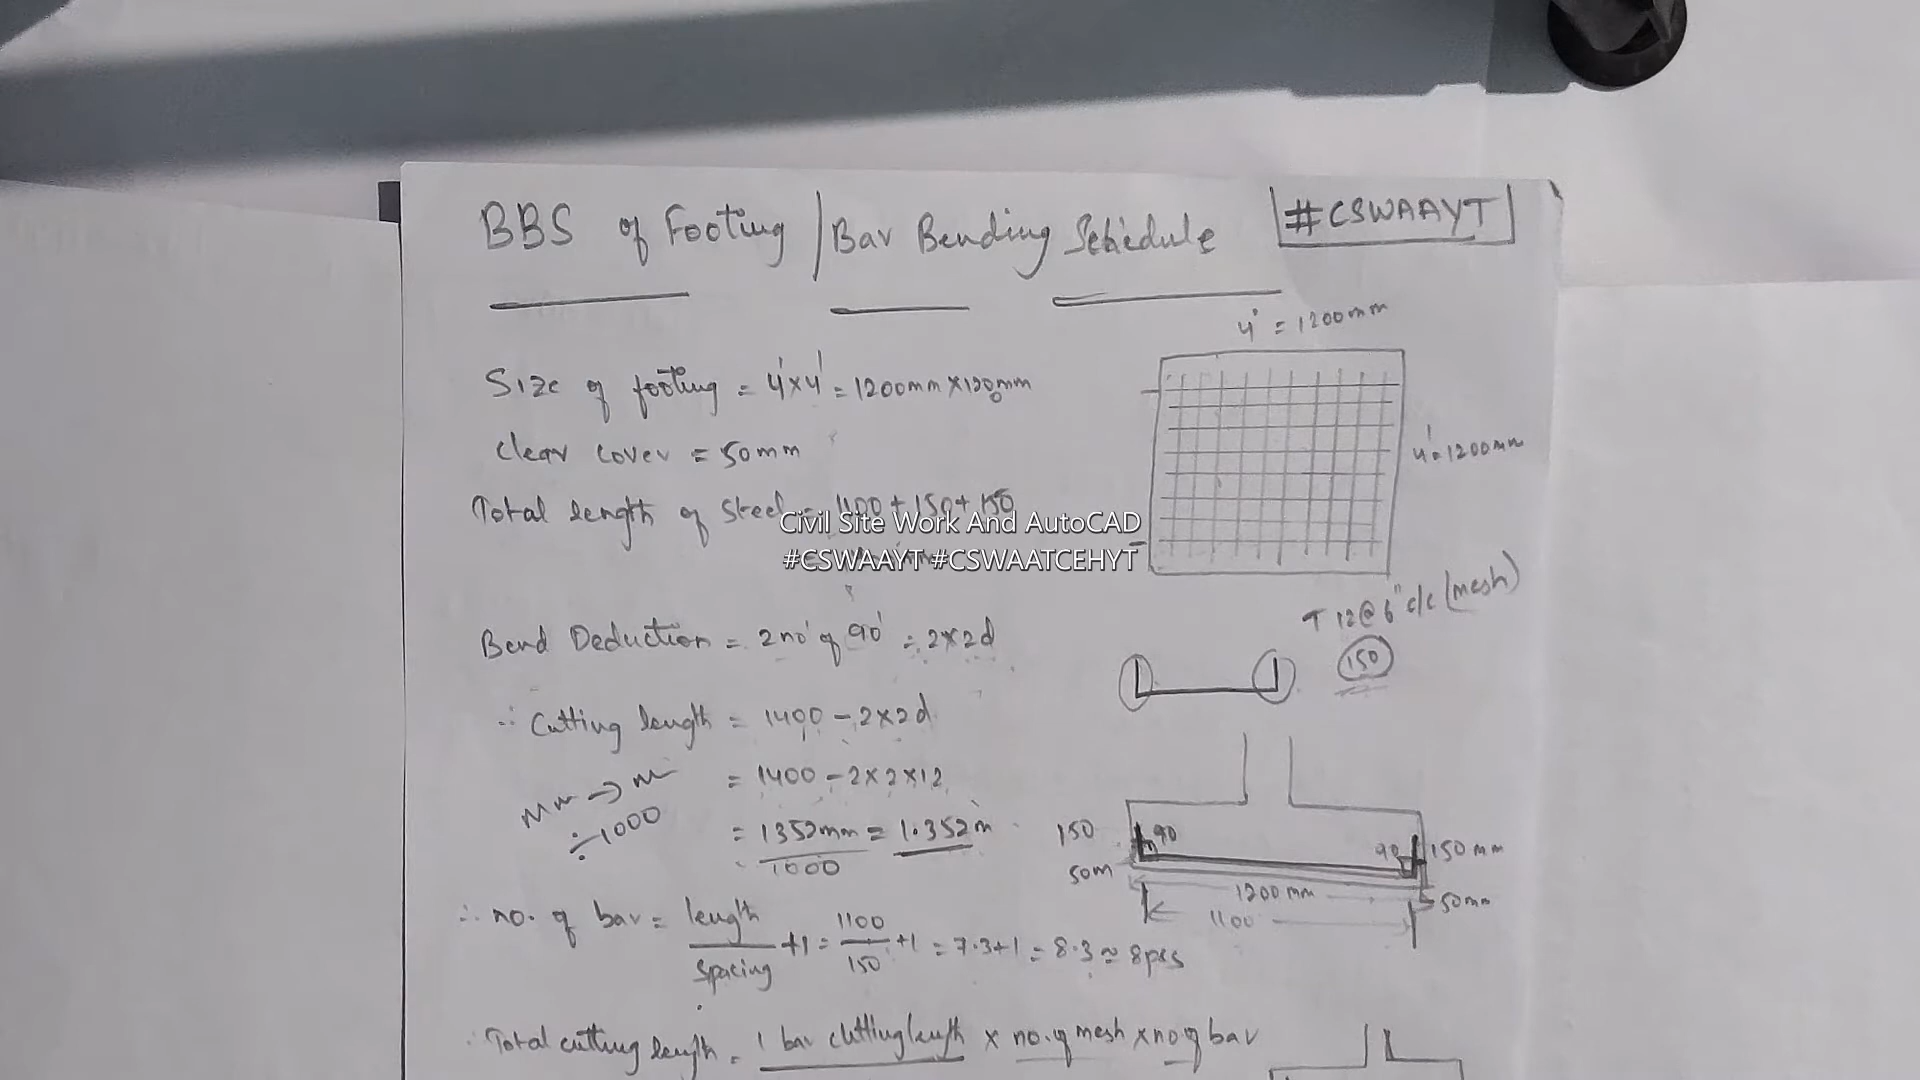 BBS of Footing / Bar Bending Schedule
#CSWAAYT
4' = 1200mm
Size of footing = 4'x4' = 1200mm x 1200mm
4' = 1200mm
Clear cover = 50mm
Total length of Steel = 1100 + 150 + 150
Civil Site Work And AutoCAD
#CSWAAYT #CSWAATCEHYT
T 12@6" c/c (mesh)
150
Bend Deduction = 2 no' of 90' = 2x2d
∴ Cutting length = 1400 - 2x2d
= 1400 - 2x2x12
mm → m
÷1000
= 1352mm = 1.352m
1000
150 90 90 150 mm
50m 1200 mm 50mm
1100
∴ no. of bar = length / spacing + 1 = 1100 / 150 + 1 = 7.3+1 = 8.3 ≈ 8pcs
∴ Total cutting length = 1 bar cutting length x no. of mesh x no of bar